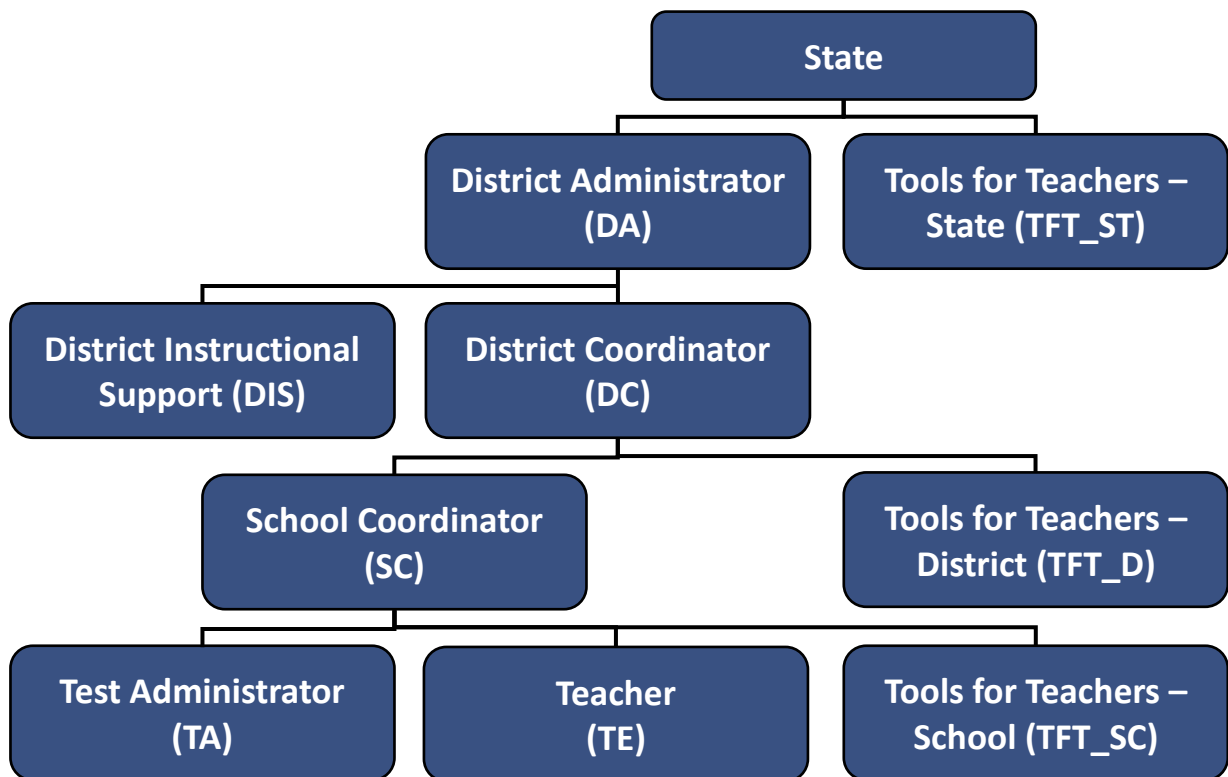 State
District Administrator
(DA)
Tools for Teachers –
State (TFT_ST)
District Instructional
Support (DIS)
District Coordinator
(DC)
School Coordinator
(SC)
Tools for Teachers –
District (TFT_D)
Test Administrator
(TA)
Teacher
(TE)
Tools for Teachers –
School (TFT_SC)